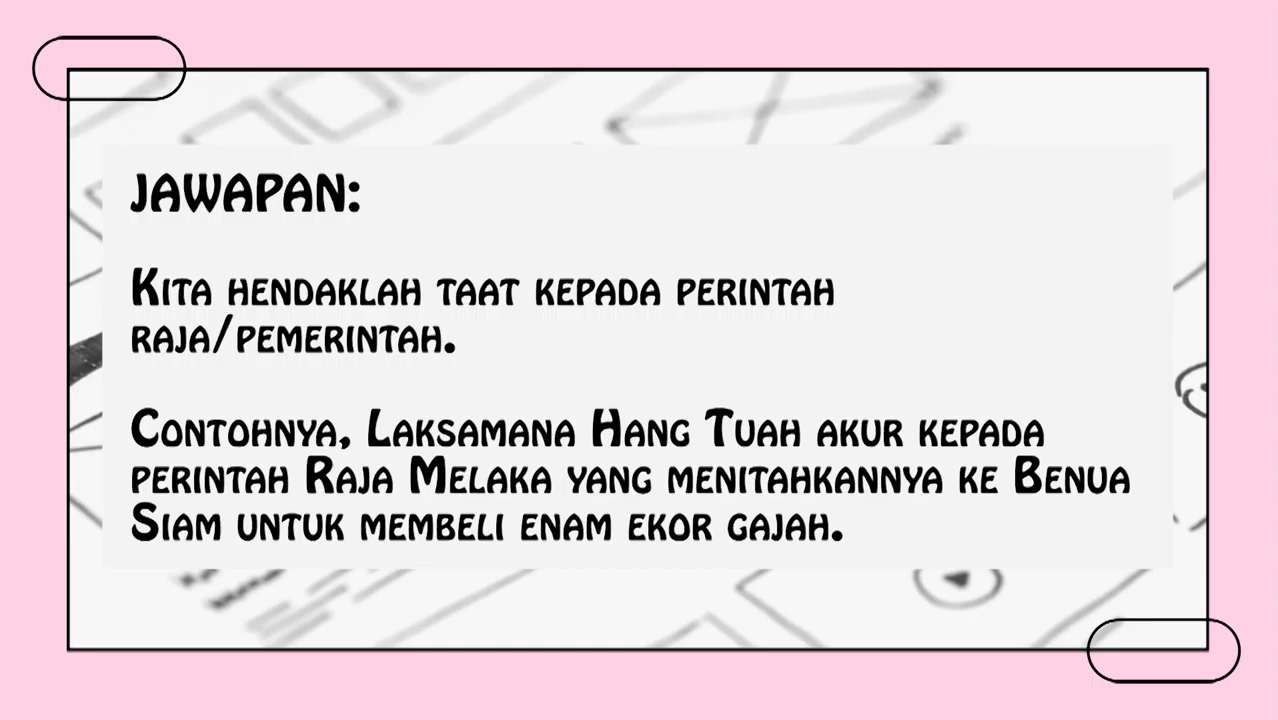 JAWAPAN:
Kita hendaklah taat kepada perintah
raja/pemerintah.
Contohnya, Laksamana Hang Tuah akur kepada
perintah Raja Melaka yang menitahkannya ke Benua
Siam untuk membeli enam ekor gajah.